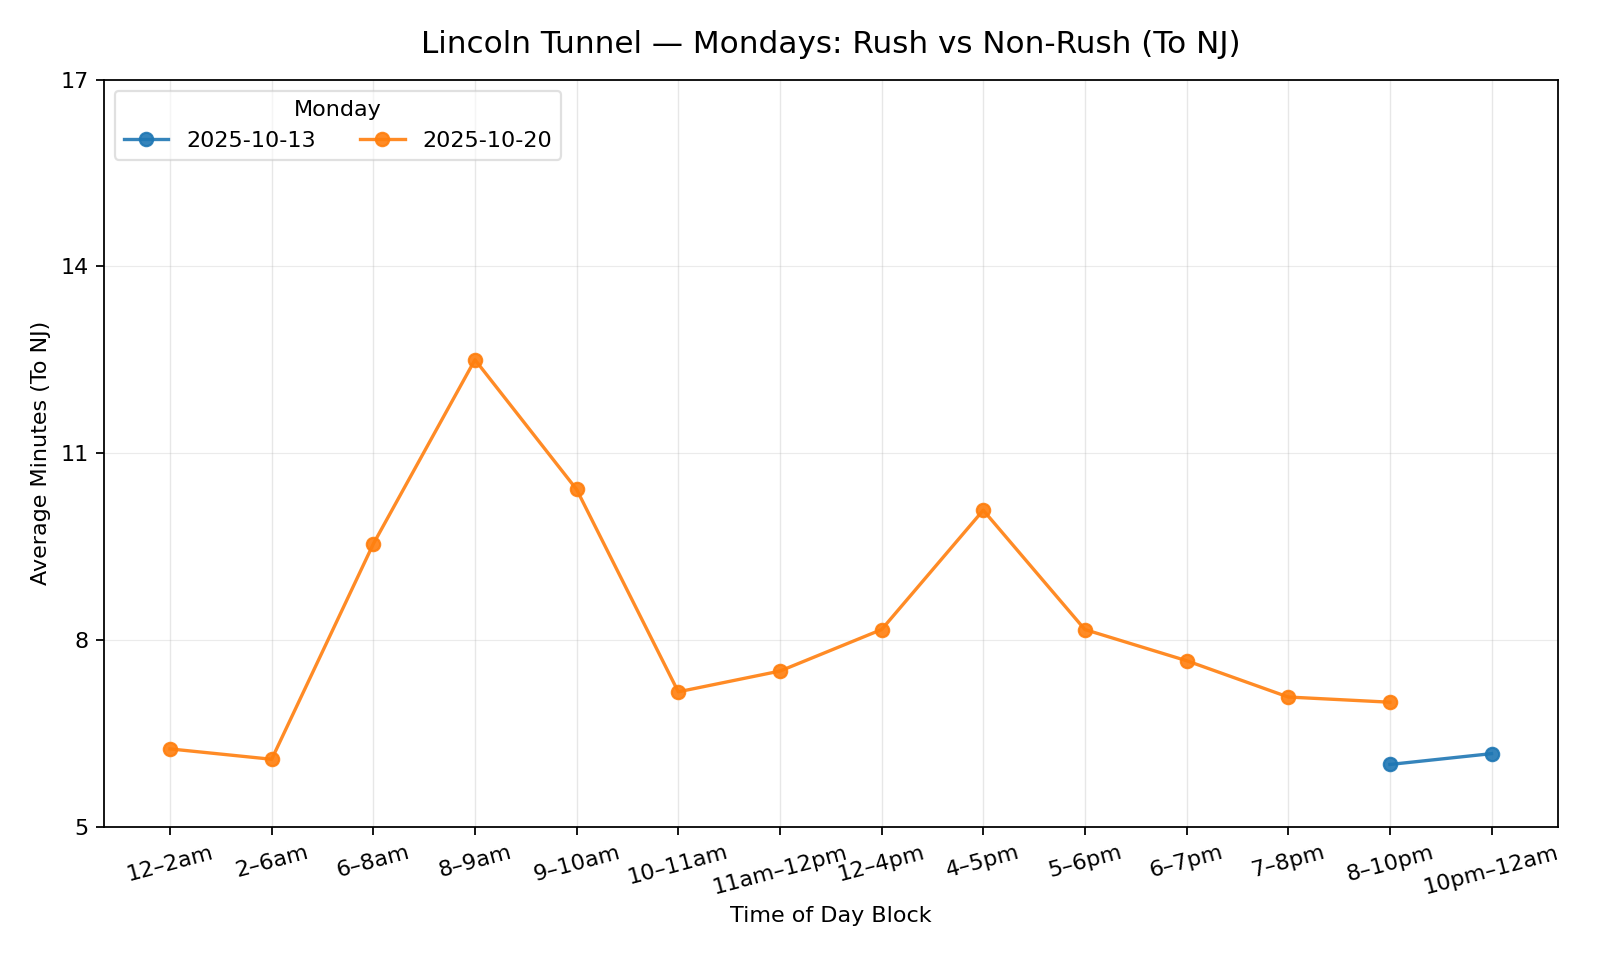 Lincoln Tunnel — Mondays: Rush vs Non-Rush (To NJ)
Monday
2025-10-13 2025-10-20
17
14
11
8
5
Average Minutes (To NJ)
12–2am 2–6am 6–8am 8–9am 9–10am 10–11am 11am–12pm 12–4pm 4–5pm 5–6pm 6–7pm 7–8pm 8–10pm 10pm–12am
Time of Day Block